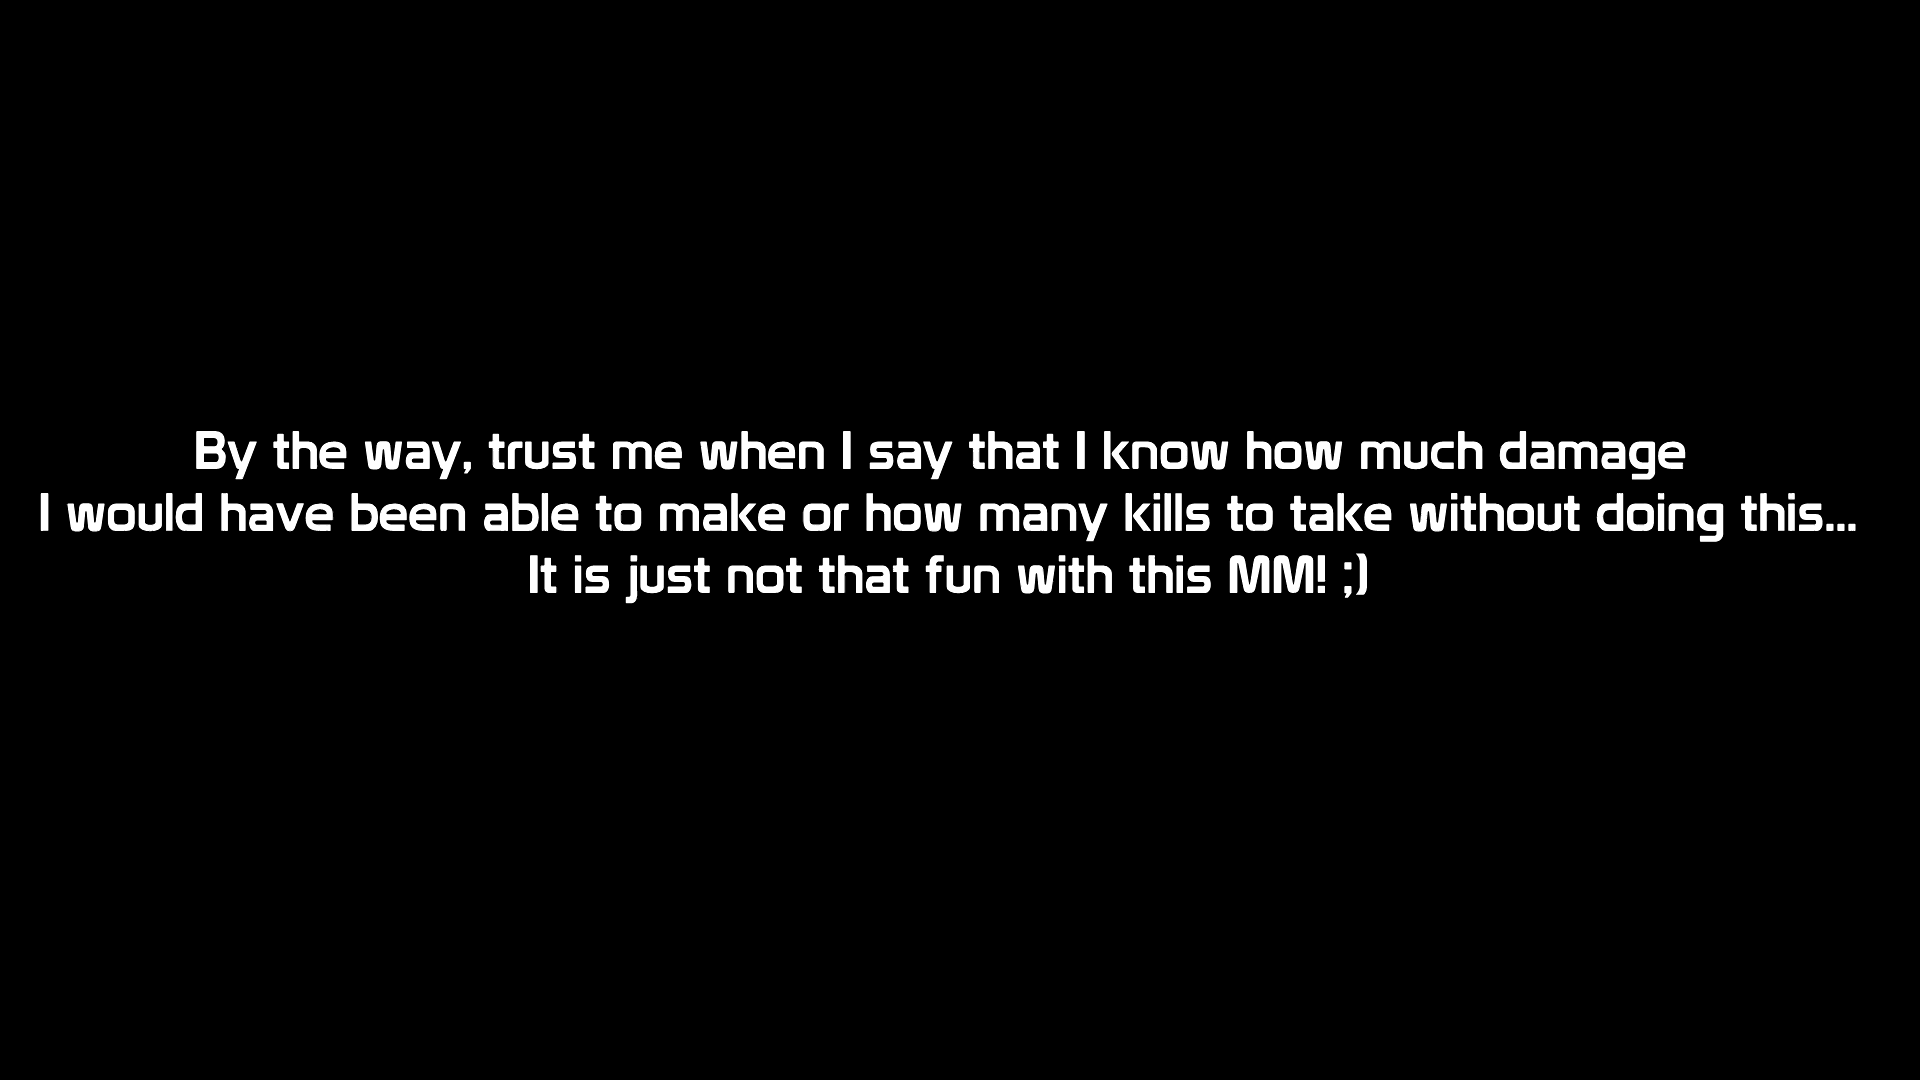 By the way, trust me when I say that I know how much damage
I would have been able to make or how many kills to take without doing this...
It is just not that fun with this MM! ;)